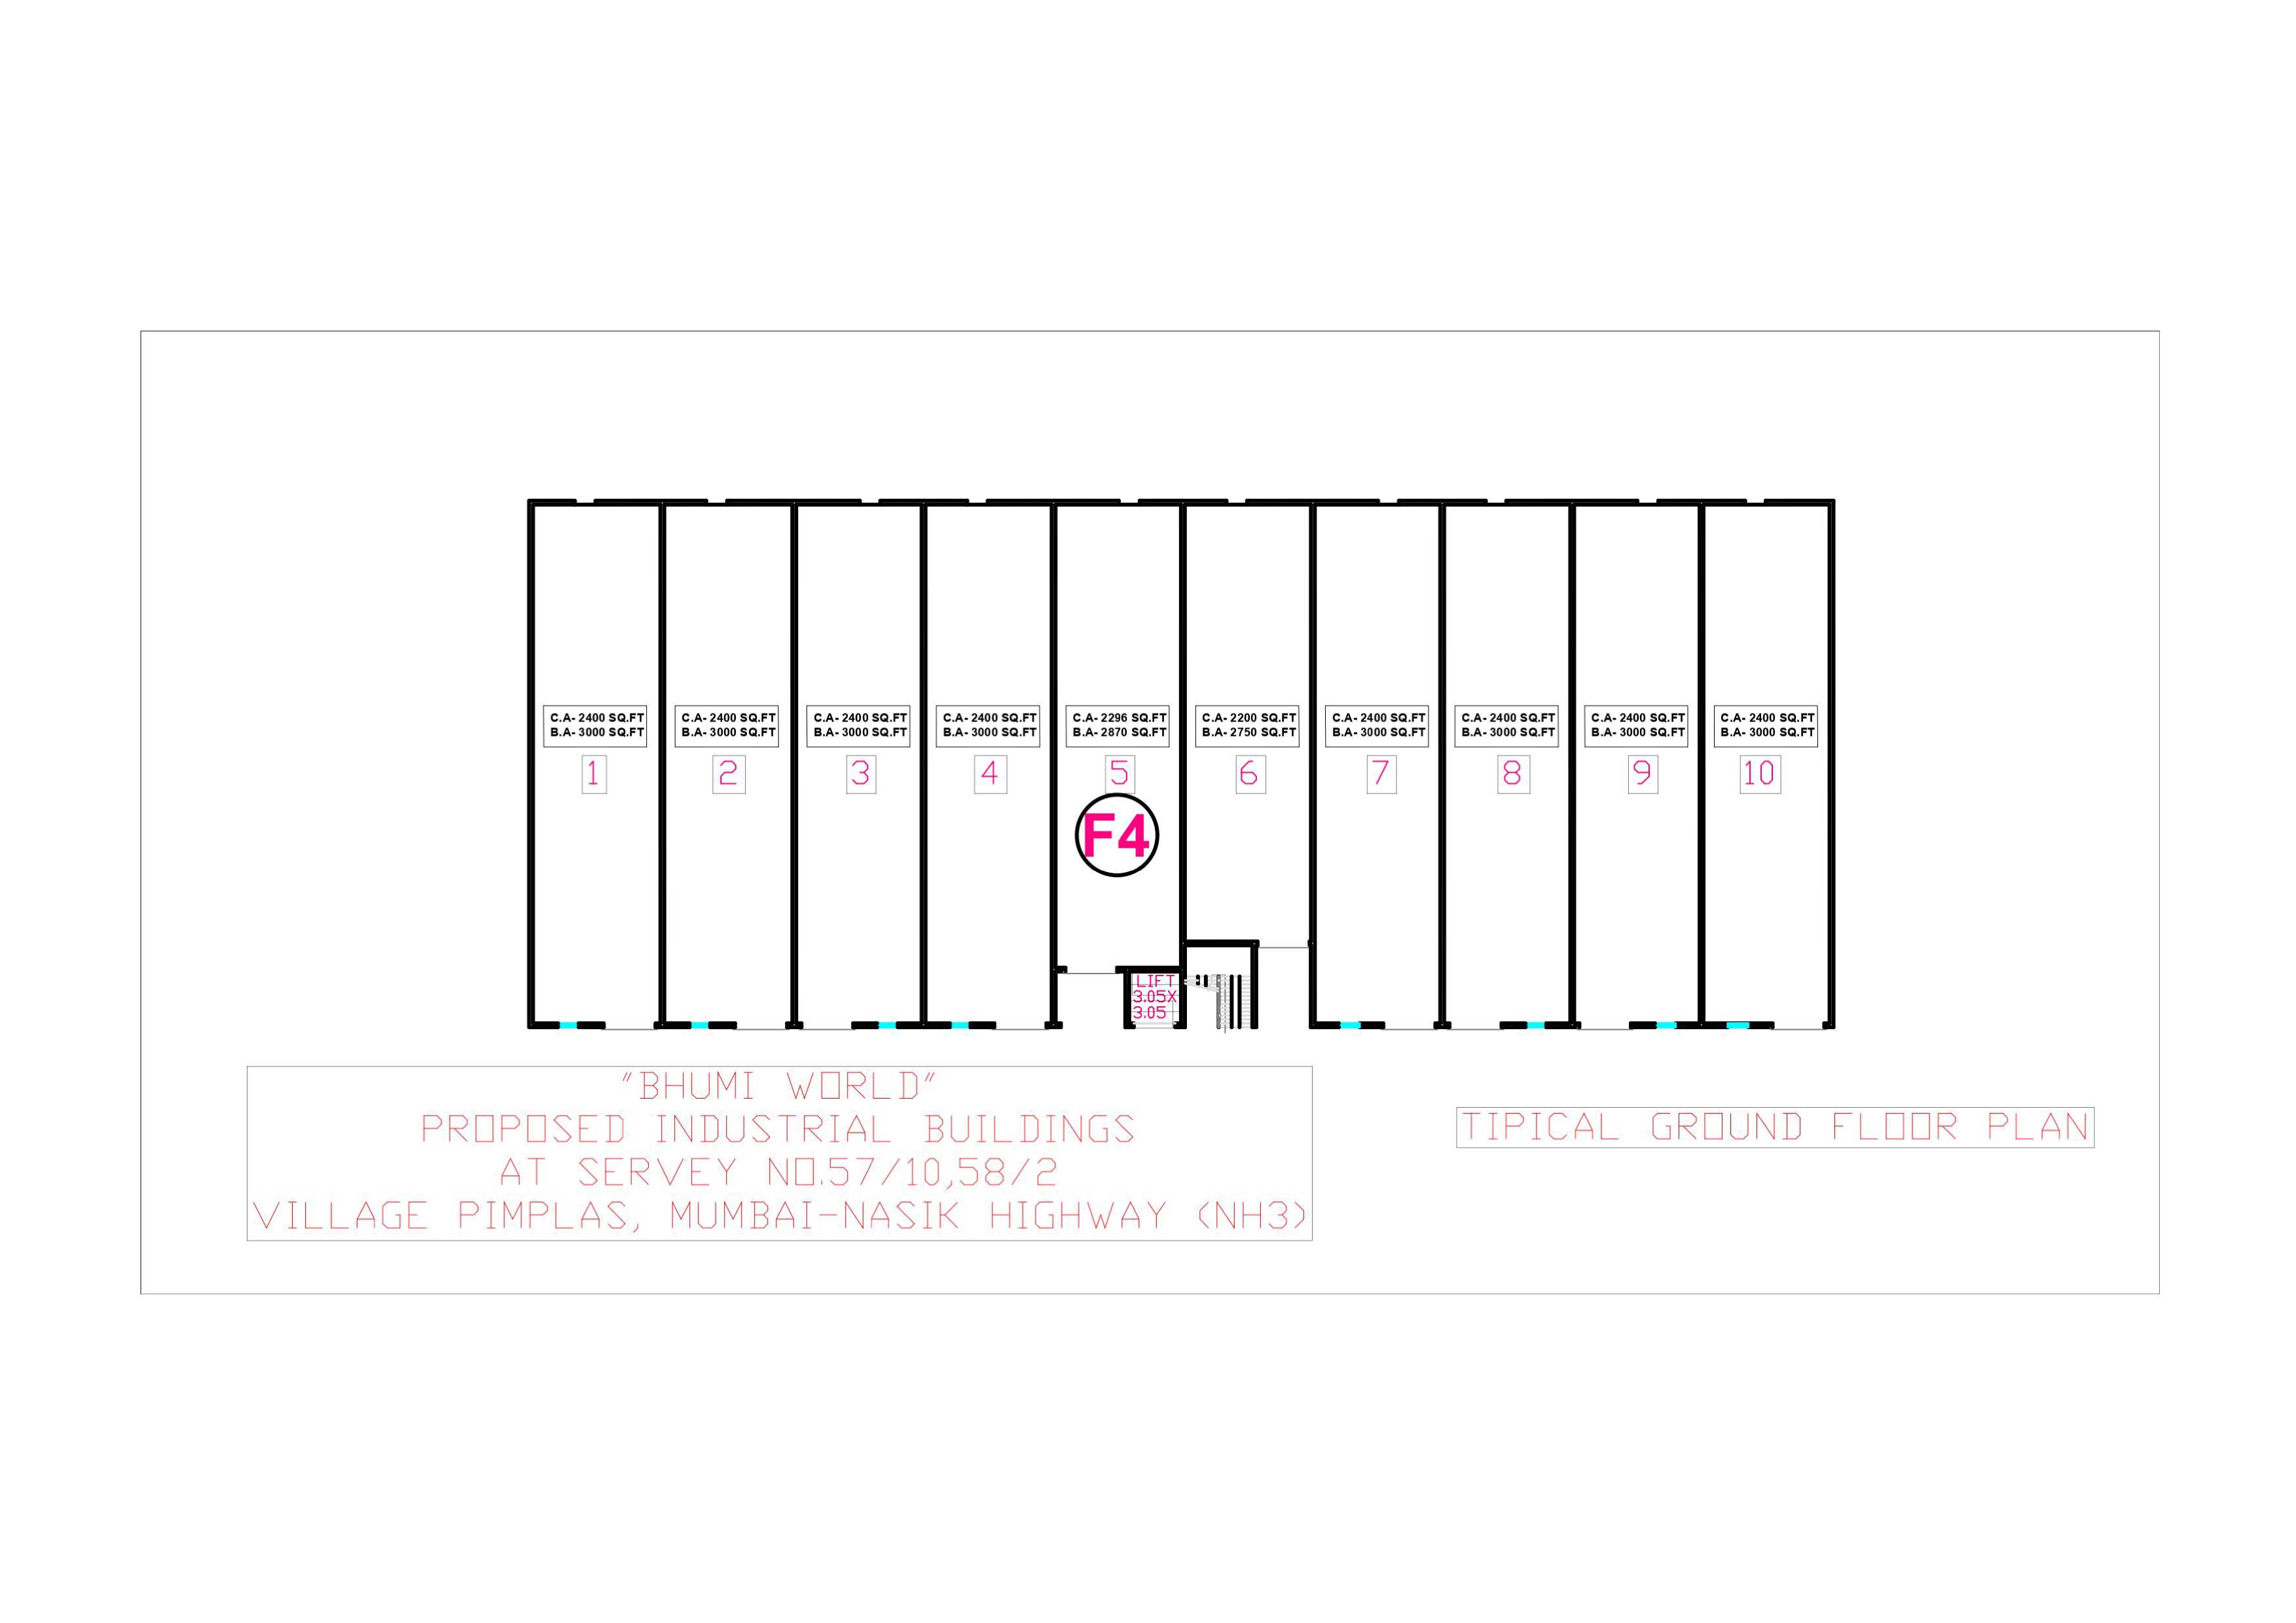 C.A- 2400 SQ.FT
B.A- 3000 SQ.FT
1
C.A- 2400 SQ.FT
B.A- 3000 SQ.FT
2
C.A- 2400 SQ.FT
B.A- 3000 SQ.FT
3
C.A- 2400 SQ.FT
B.A- 3000 SQ.FT
4
C.A- 2296 SQ.FT
B.A- 2870 SQ.FT
5
F4
C.A- 2200 SQ.FT
B.A- 2750 SQ.FT
6
C.A- 2400 SQ.FT
B.A- 3000 SQ.FT
7
C.A- 2400 SQ.FT
B.A- 3000 SQ.FT
8
C.A- 2400 SQ.FT
B.A- 3000 SQ.FT
9
C.A- 2400 SQ.FT
B.A- 3000 SQ.FT
10
LIFT
3.05X
3.05
"BHUMI WORLD"
PROPOSED INDUSTRIAL BUILDINGS
AT SERVEY NO.57/10,58/2
VILLAGE PIMPLAS, MUMBAI-NASIK HIGHWAY (NH3)
TIPICAL GROUND FLOOR PLAN